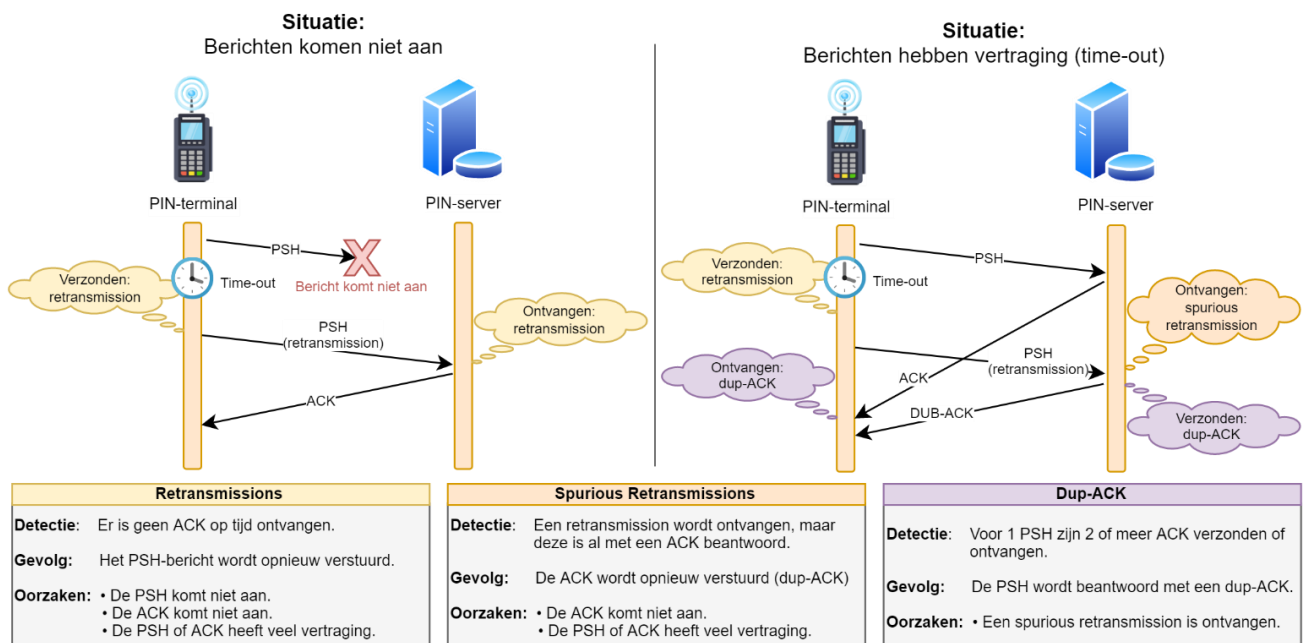 Situatie:
Berichten komen niet aan
PIN-terminal
PIN-server
PSH
Bericht komt niet aan
Verzonden:
retransmission
Time-out
Ontvangen:
retransmission
PSH
(retransmission)
ACK
Situatie:
Berichten hebben vertraging (time-out)
PIN-terminal
PIN-server
PSH
Verzonden:
retransmission
Time-out
Ontvangen:
spurious
retransmission
PSH
(retransmission)
Ontvangen:
dup-ACK
ACK
DUB-ACK
Verzonden:
dup-ACK
Retransmissions
Detectie: Er is geen ACK op tijd ontvangen.
Gevolg: Het PSH-bericht wordt opnieuw verstuurd.
Oorzaken: • De PSH komt niet aan.
• De ACK komt niet aan.
• De PSH of ACK heeft veel vertraging.
Spurious Retransmissions
Detectie: Een retransmission wordt ontvangen, maar
deze is al met een ACK beantwoord.
Gevolg: De ACK wordt opnieuw verstuurd (dup-ACK)
Oorzaken: • De ACK komt niet aan.
• De PSH of ACK heeft veel vertraging.
Dup-ACK
Detectie: Voor 1 PSH zijn 2 of meer ACK verzonden of
ontvangen.
Gevolg: De PSH wordt beantwoord met een dup-ACK.
Oorzaken: • Een spurious retransmission is ontvangen.